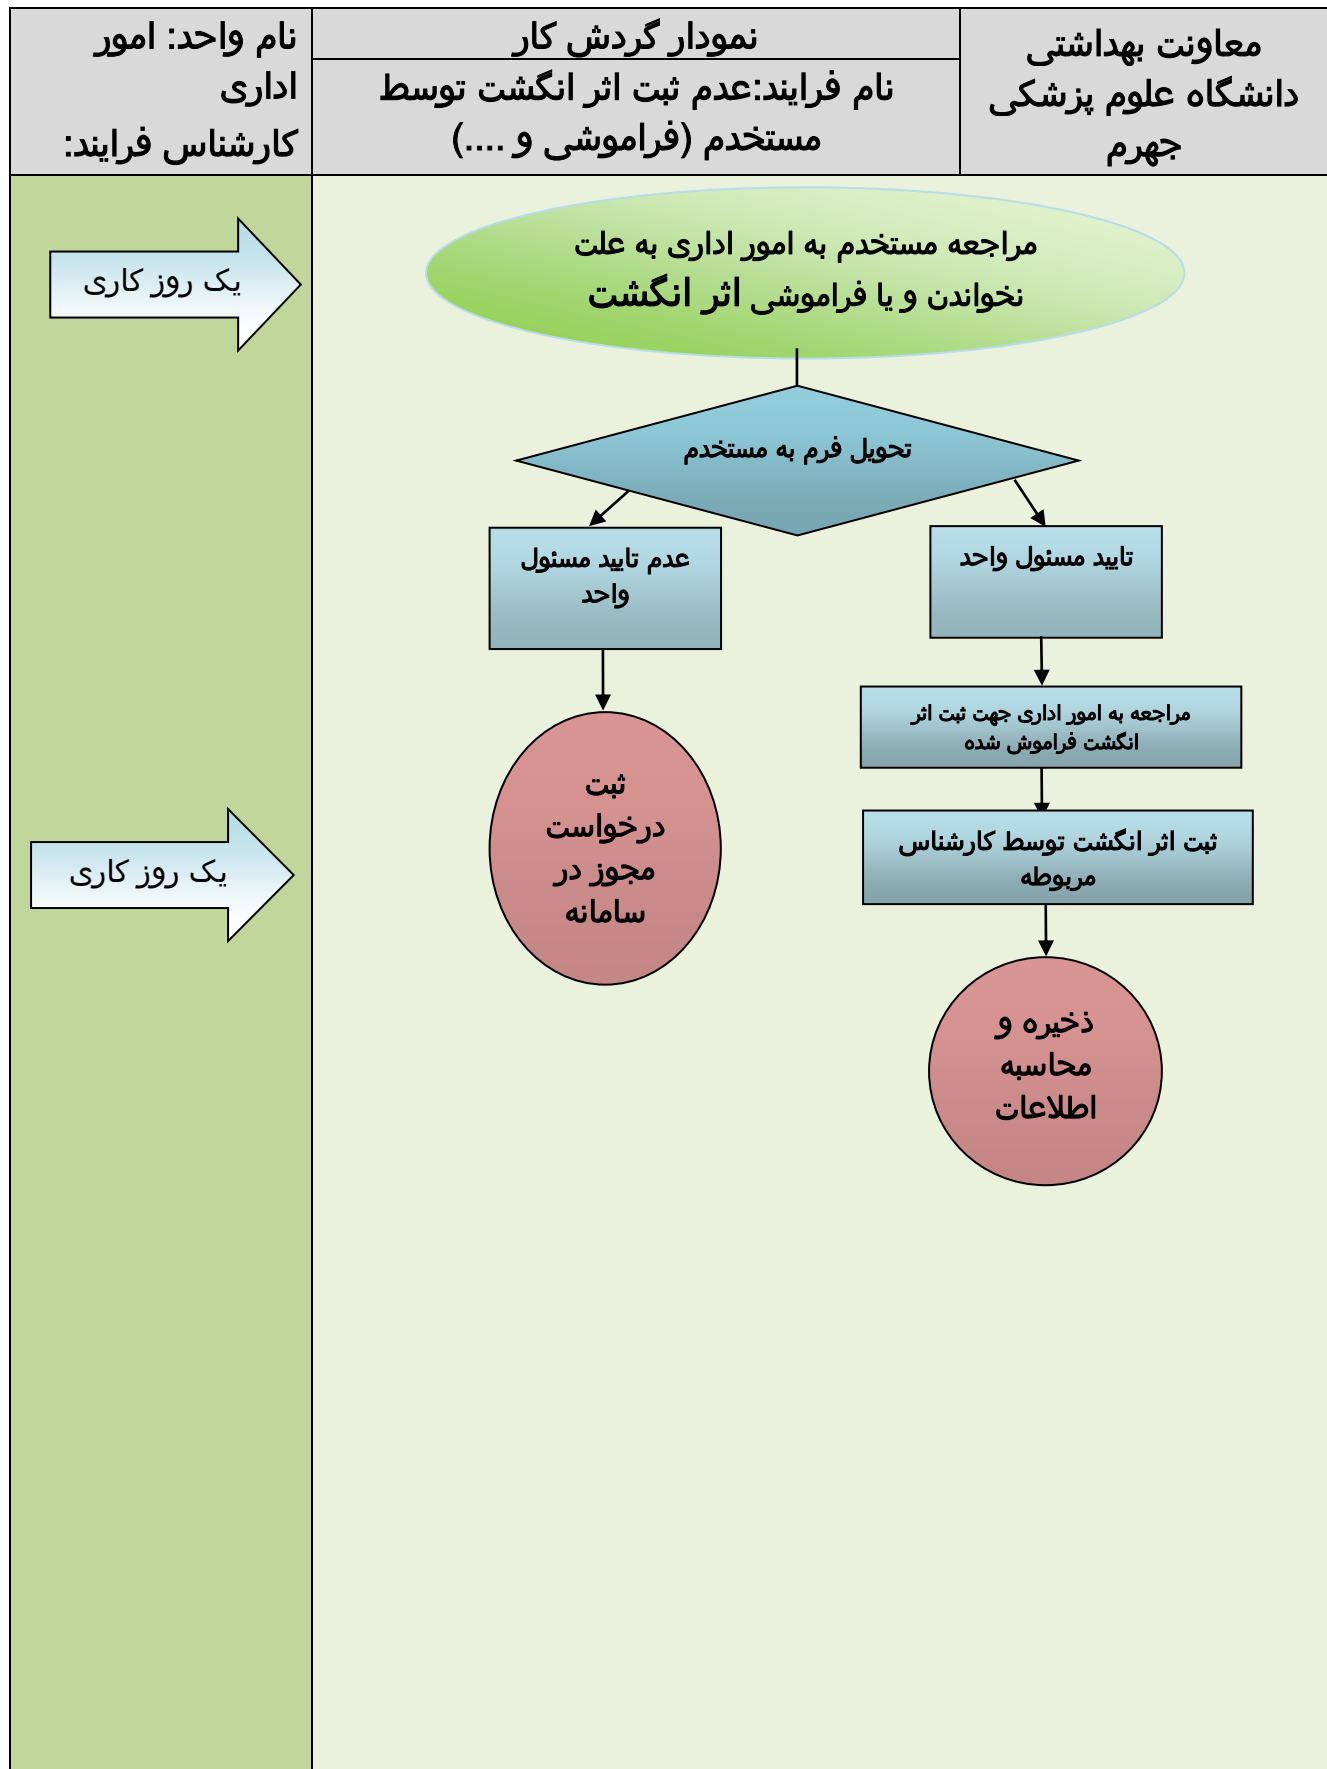 معاونت بهداشتی
دانشگاه علوم پزشکی
جهرم
نمودار گردش کار
نام فرایند:عدم ثبت اثر انگشت توسط
مستخدم (فراموشی و ....)
نام واحد: امور
اداری
کارشناس فرایند:
مراجعه مستخدم به امور اداری به علت
نخواندن و یا فراموشی اثر انگشت
یک روز کاری
تحویل فرم به مستخدم
تایید مسئول واحد
عدم تایید مسئول
واحد
مراجعه به امور اداری جهت ثبت اثر
انگشت فراموش شده
ثبت اثر انگشت توسط کارشناس
مربوطه
ثبت
درخواست
مجوز در
سامانه
یک روز کاری
ذخیره و
محاسبه
اطلاعات